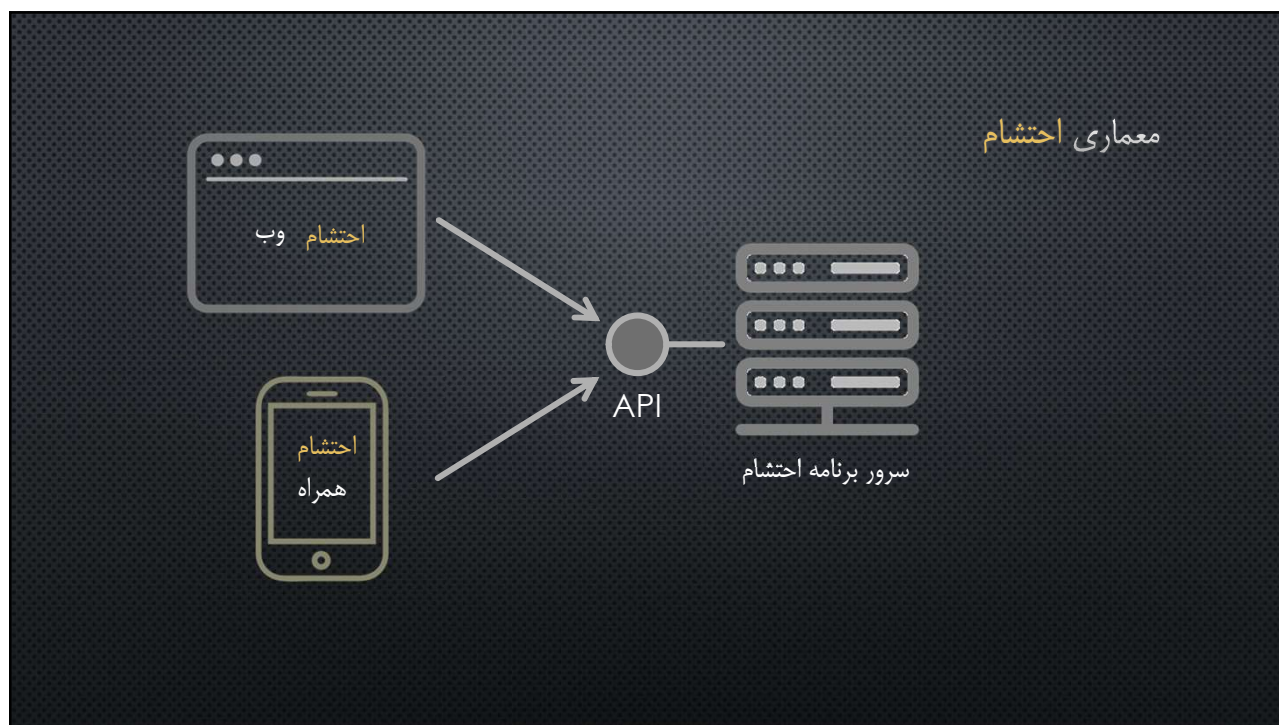 معماری احتشام
احتشام وب
احتشام
همراه
API
سرور برنامه احتشام